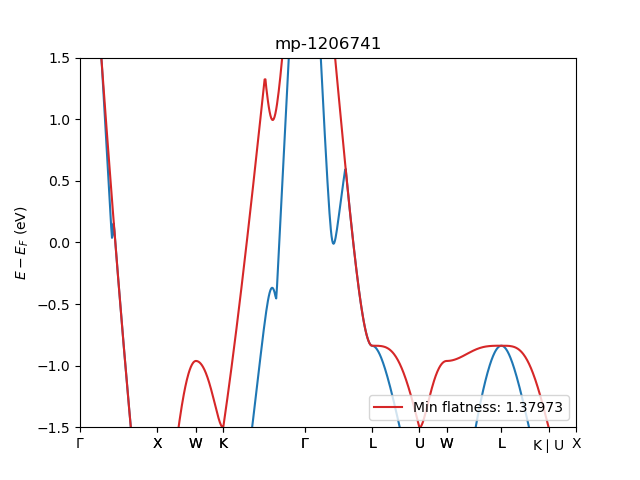 mp-1206741
1.5
1.0
0.5
0.0
−0.5
−1.0
−1.5
E − E_F (eV)
Min flatness: 1.37973
Γ X W K Γ L U W L K | U X